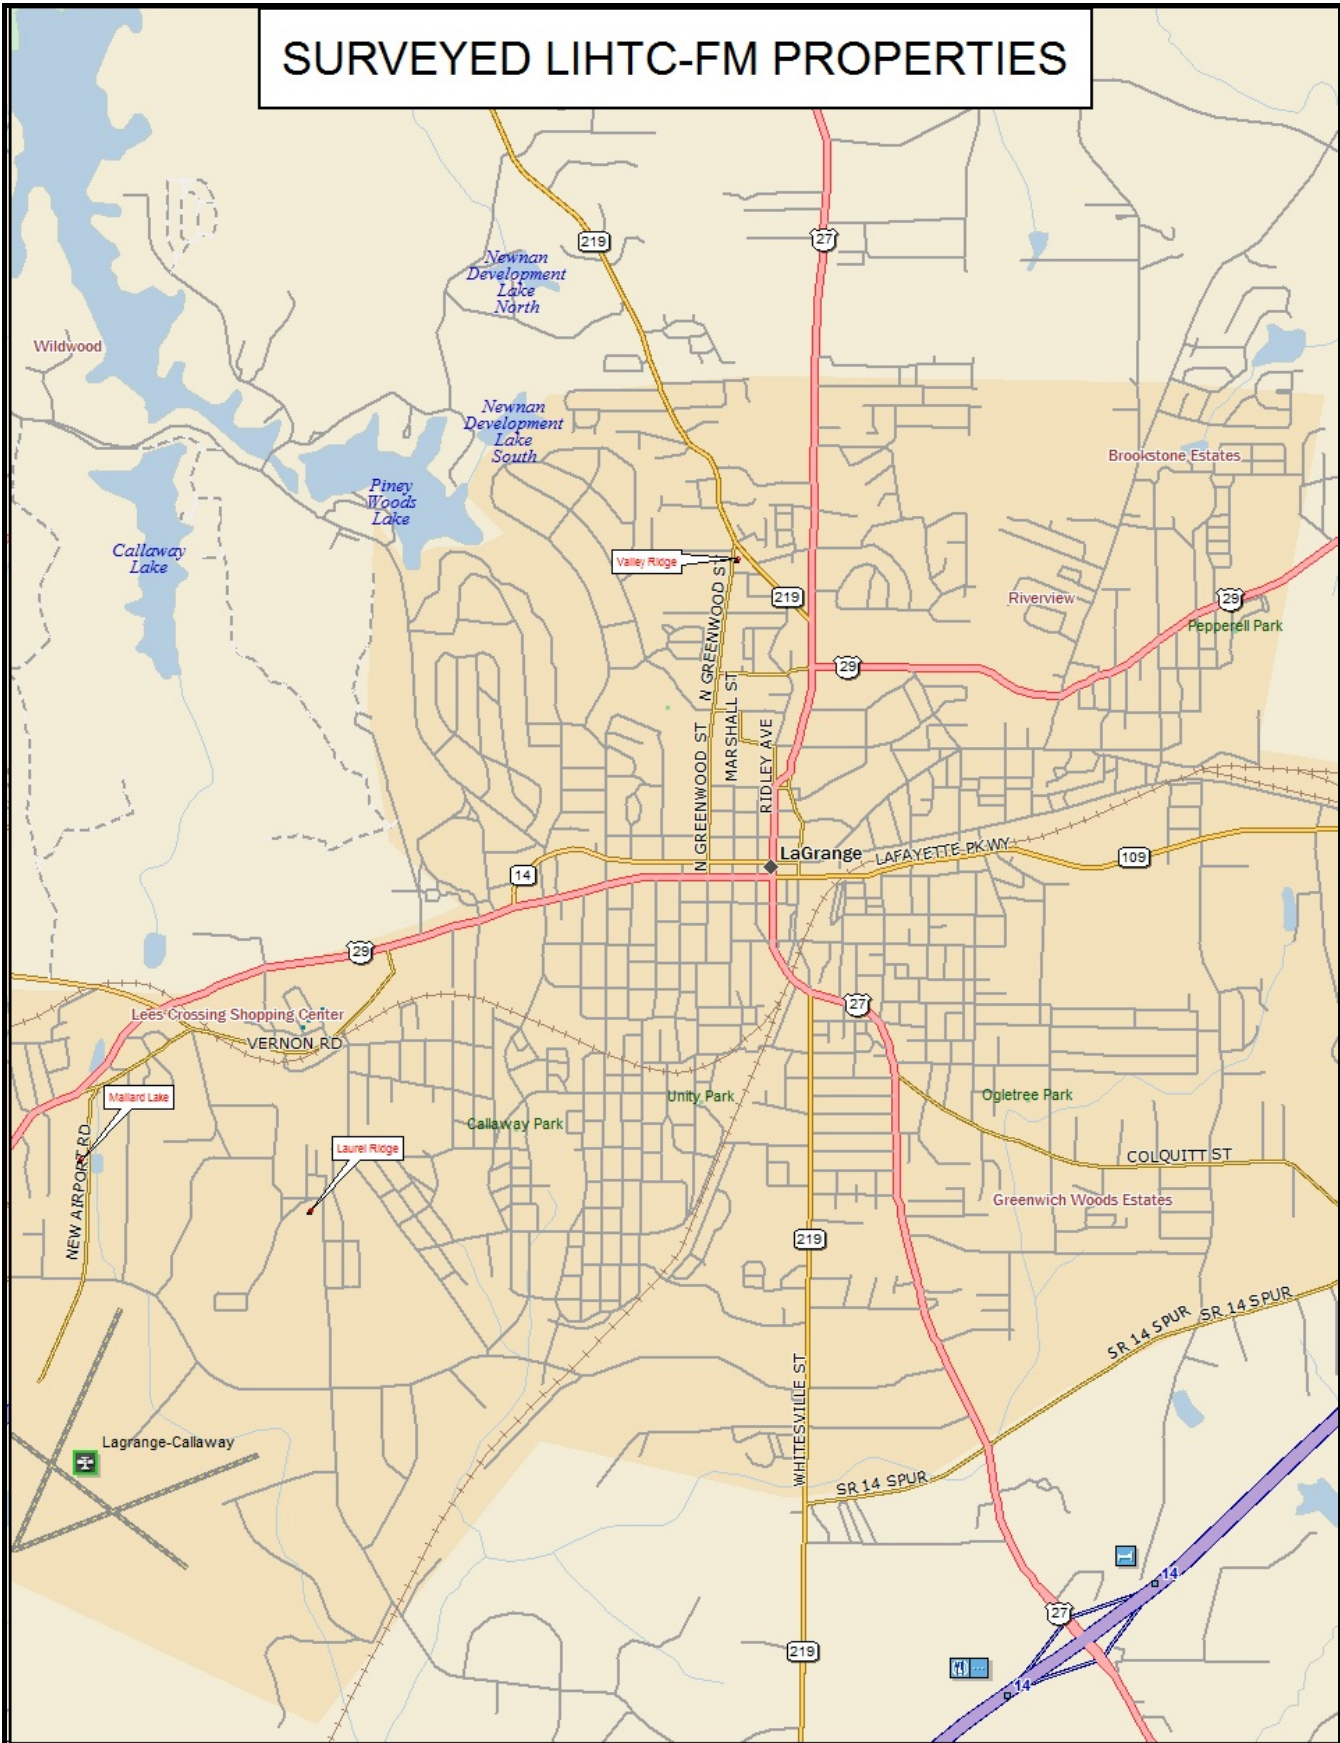 SURVEYED LIHTC-FM PROPERTIES
219
27
Newnan
Development
Lake
North
Wildwood
Newnan
Development
Lake
South
Brookstone Estates
Piney
Woods
Lake
Callaway
Lake
Valley Ridge
219
Riverview
29
Pepperell Park
N GREENWOOD ST
29
MARSHALL ST
N GREENWOOD ST
RIDLEY AVE
LaGrange
LAFAYETTE PKWY
109
14
29
27
Lees Crossing Shopping Center
VERNON RD
Mallard Lake
Unity Park
Ogletree Park
Callaway Park
Laurel Ridge
NEW AIRPORT RD
COLQUITT ST
Greenwich Woods Estates
219
SR 14 SPUR
SR 14 SPUR
WHITESVILLE ST
Lagrange-Callaway
SR 14 SPUR
14
27
219
14